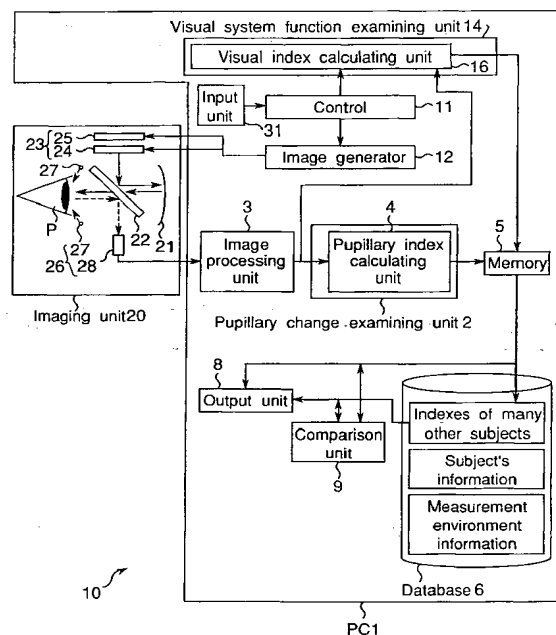 Visual system function examining unit 14
Visual index calculating unit
16
Input unit
31
Control
11
Image generator
12
23
25
24
27
P
27
26
28
22
21
Imaging unit20
3
Image processing unit
4
Pupillary index calculating unit
5
Memory
Pupillary change examining unit 2
8
Output unit
Comparison unit
9
Indexes of many other subjects
Subject's information
Measurement environment information
Database 6
10
PC1